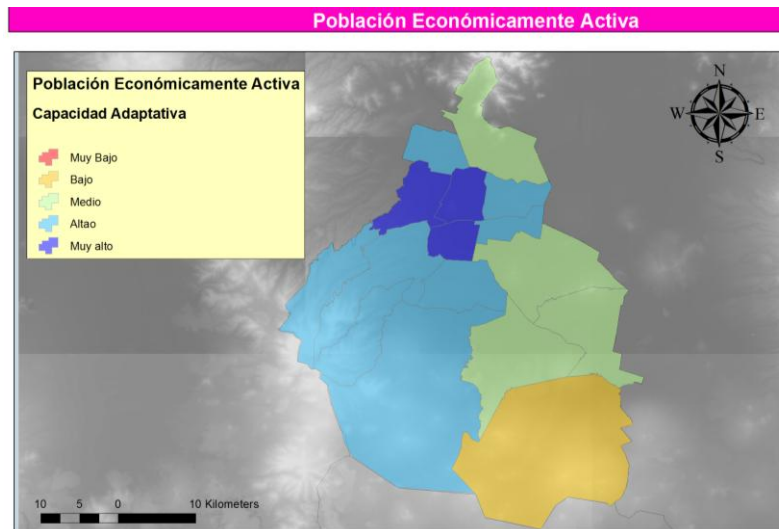 Población Económicamente Activa
Población Económicamente Activa
Capacidad Adaptativa
Muy Bajo
Bajo
Medio
Altao
Muy alto
N
W E
S
10 5 0 10 Kilometers